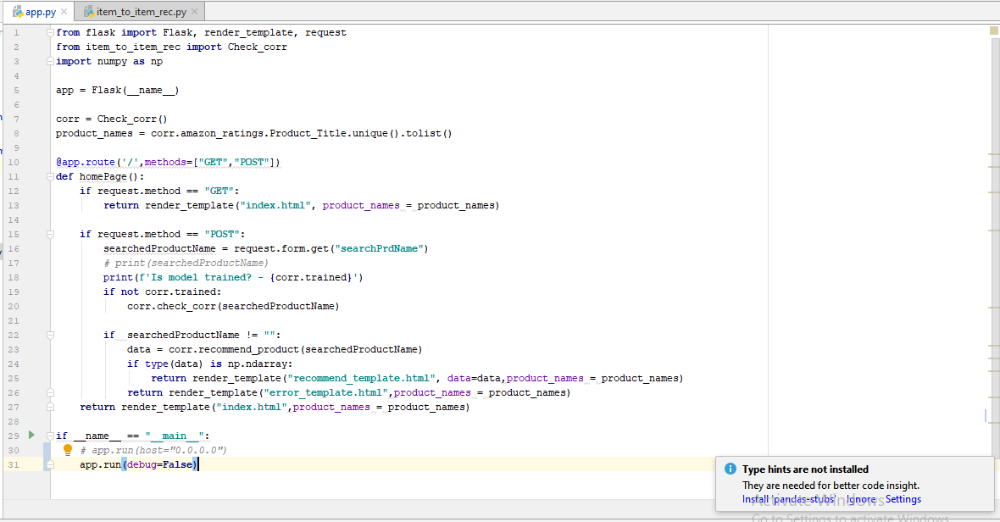 app.py
item_to_item_rec.py
1 from flask import Flask, render_template, request
2 from item_to_item_rec import Check_corr
3 import numpy as np
4
5 app = Flask(__name__)
6
7 corr = Check_corr()
8 product_names = corr.amazon_ratings.Product_Title.unique().tolist()
9
10 @app.route('/',methods=["GET","POST"])
11 def homePage():
12     if request.method == "GET":
13         return render_template("index.html", product_names = product_names)
14
15     if request.method == "POST":
16         searchedProductName = request.form.get("searchPrdName")
17         # print(searchedProductName)
18         print(f'Is model trained? - {corr.trained}')
19         if not corr.trained:
20             corr.check_corr(searchedProductName)
21
22         if  searchedProductName != "":
23             data = corr.recommend_product(searchedProductName)
24             if type(data) is np.ndarray:
25                 return render_template("recommend_template.html", data=data,product_names = product_names)
26             return render_template("error_template.html",product_names = product_names)
27     return render_template("index.html",product_names = product_names)
28
29 if __name__ == "__main__":
30     # app.run(host="0.0.0.0")
31     app.run(debug=False)
Type hints are not installed
They are needed for better code insight.
Install 'pandas-stubs' Ignore Settings
Activate Windows
Go to Settings to activate Windows.